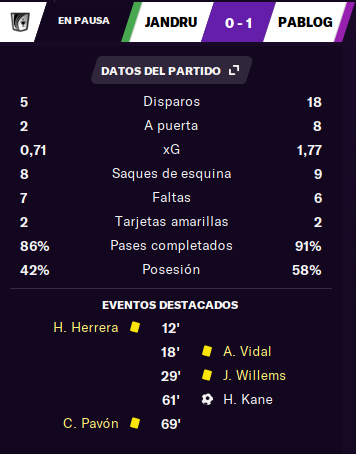 EN PAUSA JANDRU 0 - 1 PABLOG
DATOS DEL PARTIDO
5 Disparos 18
2 A puerta 8
0,71 xG 1,77
8 Saques de esquina 9
7 Faltas 6
2 Tarjetas amarillas 2
86% Pases completados 91%
42% Posesión 58%
EVENTOS DESTACADOS
H. Herrera 12'
18' A. Vidal
29' J. Willems
61' H. Kane
C. Pavón 69'